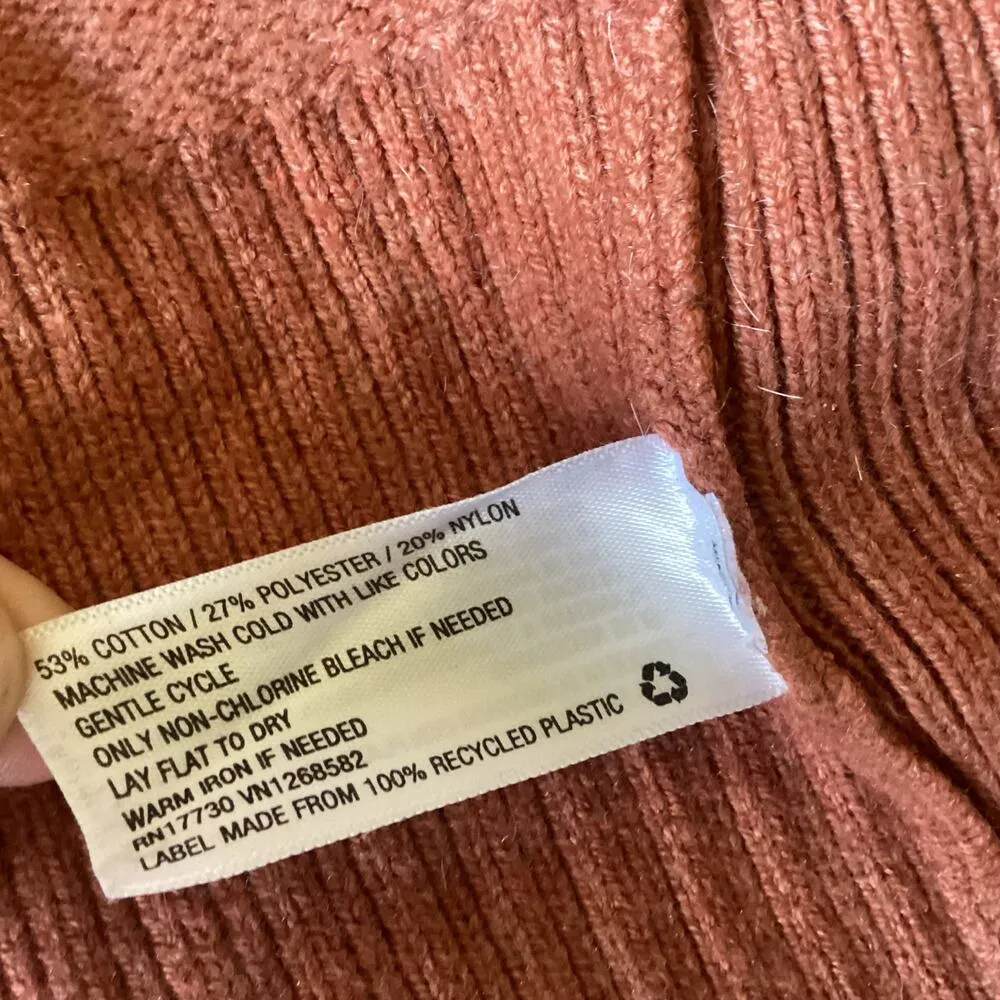 53% COTTON / 27% POLYESTER / 20% NYLON
MACHINE WASH COLD WITH LIKE COLORS
GENTLE CYCLE
ONLY NON-CHLORINE BLEACH IF NEEDED
LAY FLAT TO DRY
WARM IRON IF NEEDED
RN17730 VN1268582
LABEL MADE FROM 100% RECYCLED PLASTIC